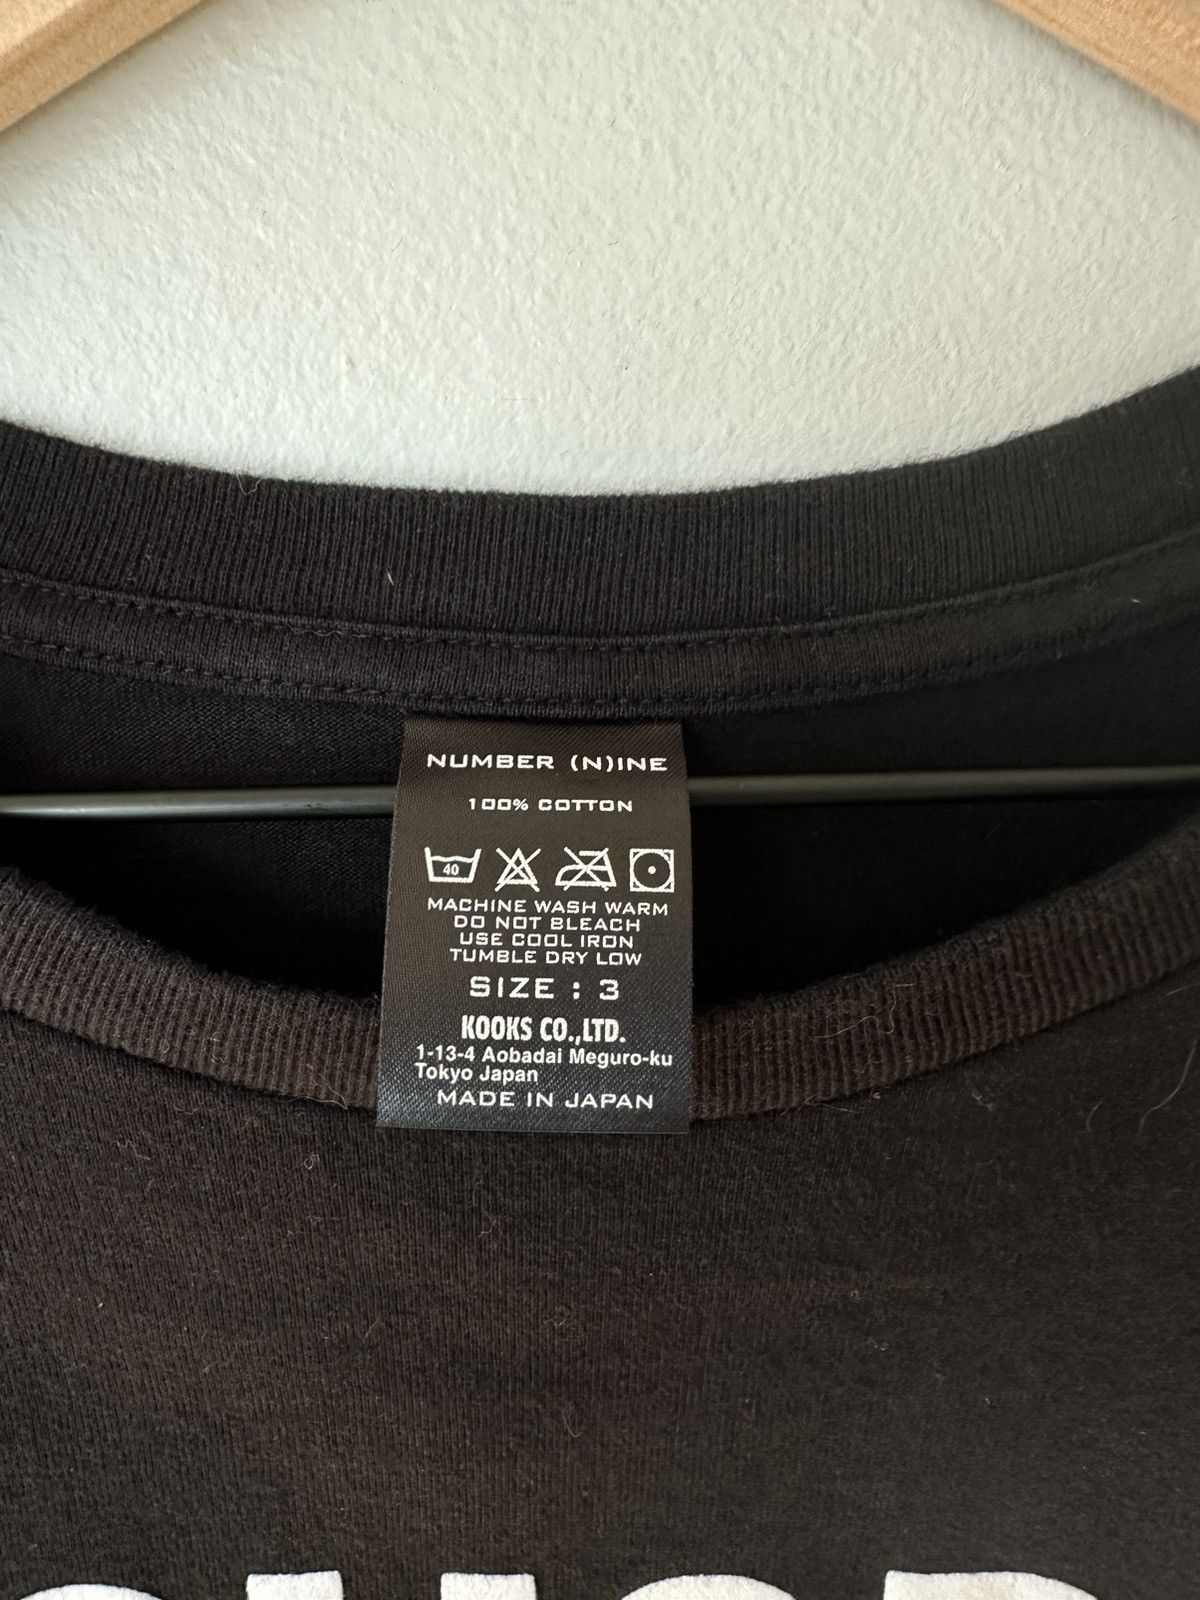 NUMBER (N)INE
100% COTTON
40
MACHINE WASH WARM
DO NOT BLEACH
USE COOL IRON
TUMBLE DRY LOW
SIZE : 3
KOOKS CO.,LTD.
1-13-4 Aobadai Meguro-ku
Tokyo Japan
MADE IN JAPAN